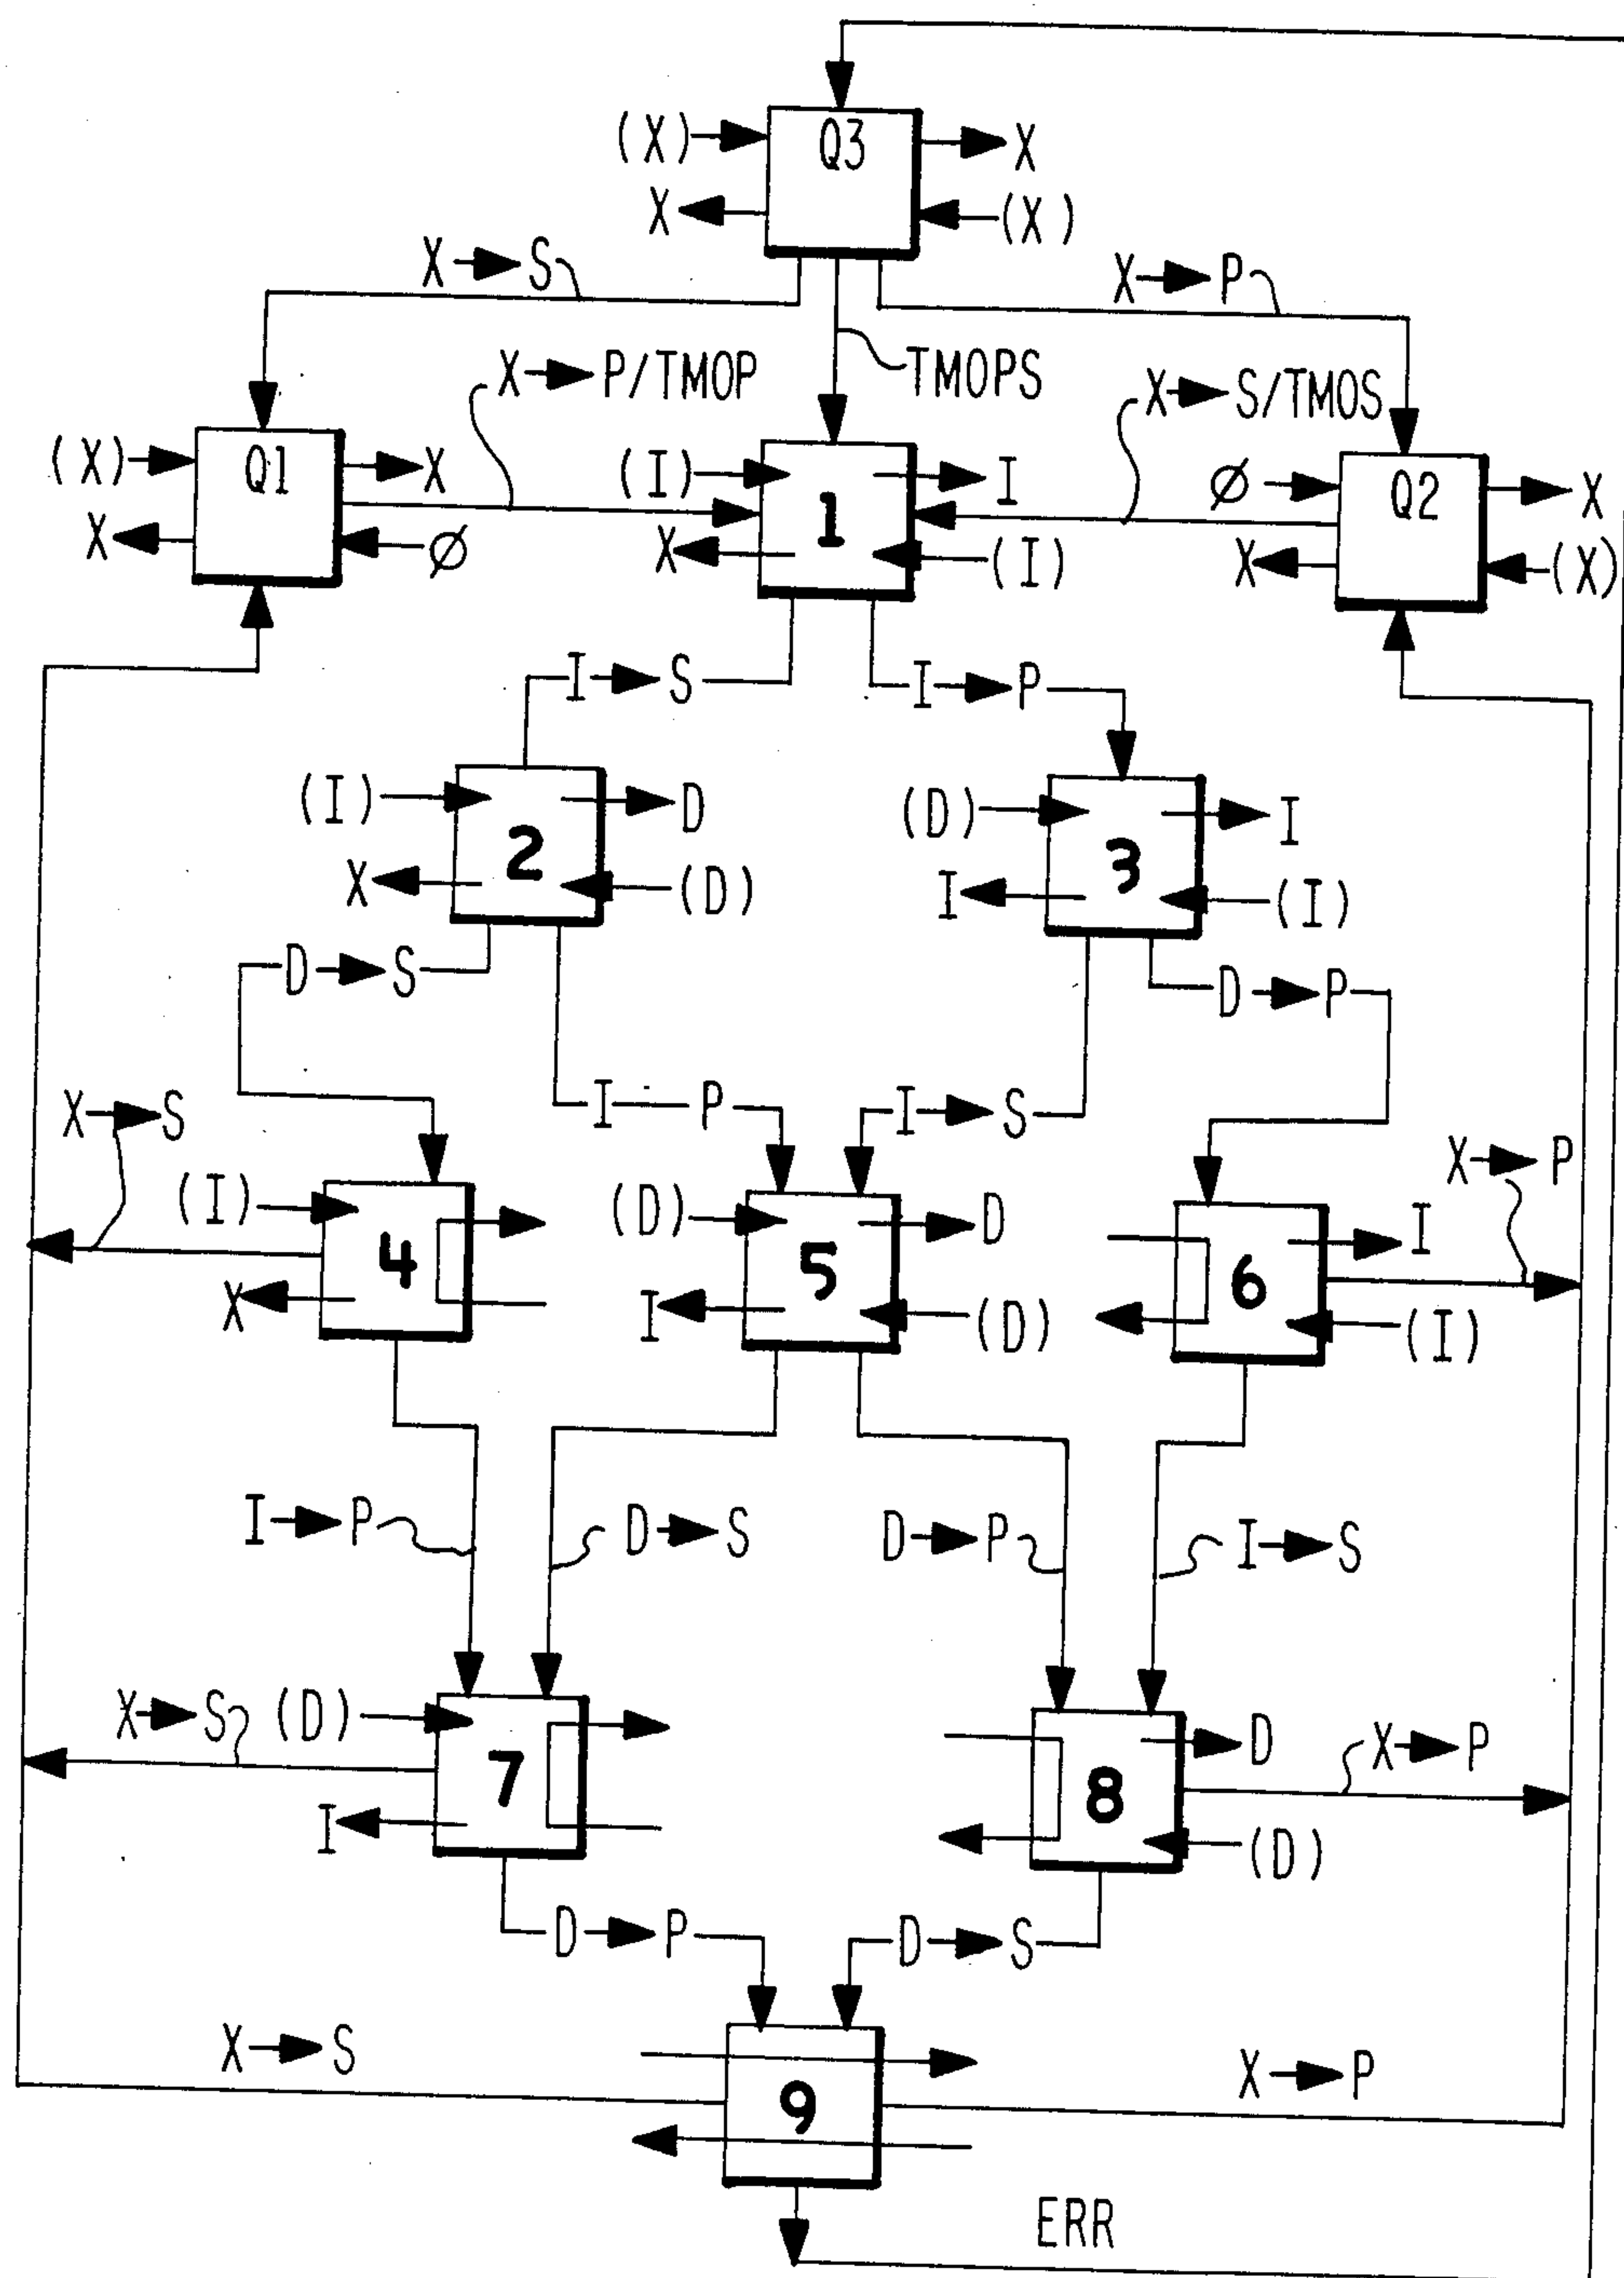 Q3
(X)
X
X
(X)
X→S
X→P
X→P/TMOP
TMOPS
X→S/TMOS
(X)
Q1
X
X
Ø
(I)
1
I
X
(I)
Ø
Q2
X
X
(X)
I→S
I→P
(I)
2
D
X
(D)
(D)
3
I
I
(I)
D→S
D→P
I P
I→S
X→S
X→P
(I)
4
X
(D)
5
D
I
(D)
6
I
(I)
I→P
D→S
D→P
I→S
X→S
(D)
7
I
8
D
(D)
X→P
D→P
D→S
X→S
9
X→P
ERR